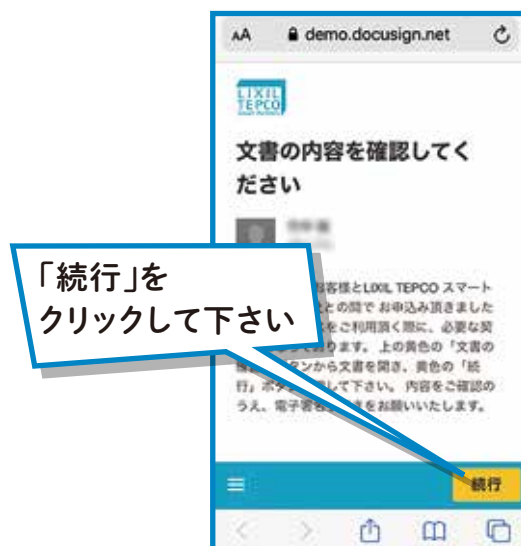 AA demo.docusign.net
LIXIL
TEPCO
文書の内容を確認してく
ださい
「続行」を
クリックして下さい
客様とLIXIL TEPCO スマート
との間で お申込み頂きました
をご利用頂く際に、必要な契
ります。 上の黄色の「文書の
タンから文書を開き、黄色の「続
行」ボタ
して下さい。 内容をご確認の
うえ、電子署名
きをお願いいたします。
続行